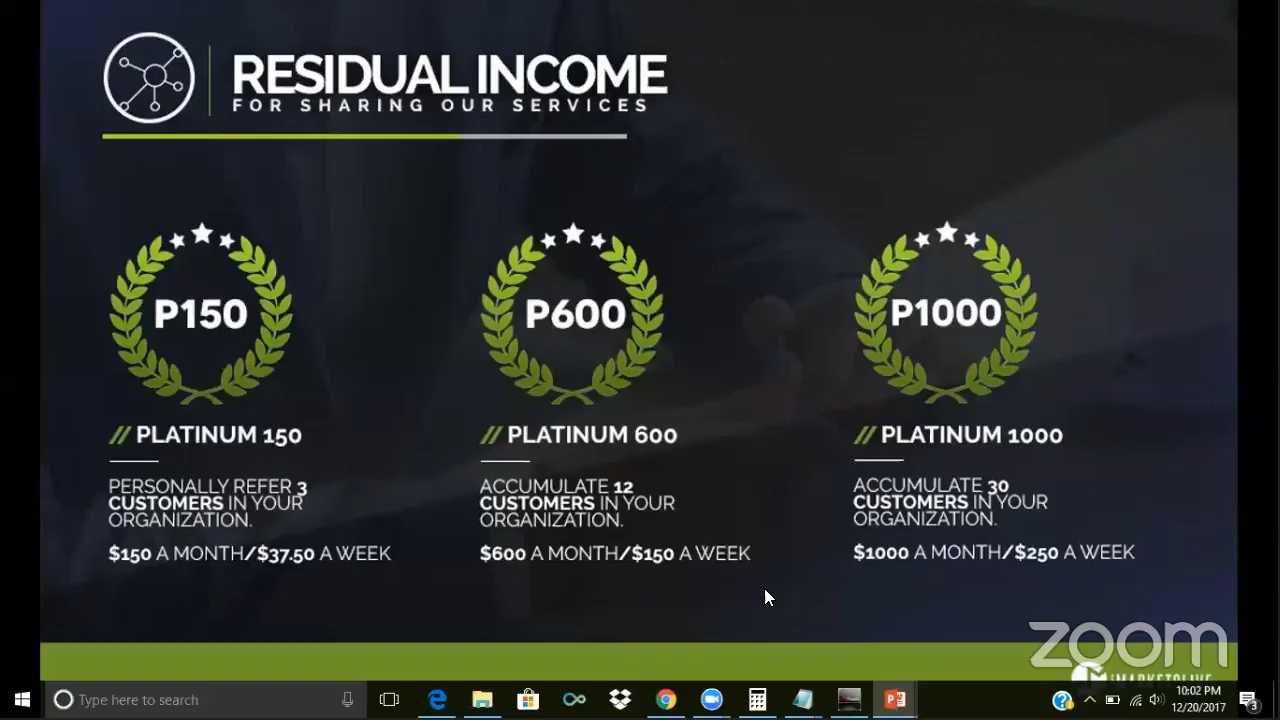 RESIDUAL INCOME
FOR SHARING OUR SERVICES
P150
P600
P1000
// PLATINUM 150
PERSONALLY REFER 3
CUSTOMERS IN YOUR
ORGANIZATION.
$150 A MONTH/$37.50 A WEEK
// PLATINUM 600
ACCUMULATE 12
CUSTOMERS IN YOUR
ORGANIZATION.
$600 A MONTH/$150 A WEEK
// PLATINUM 1000
ACCUMULATE 30
CUSTOMERS IN YOUR
ORGANIZATION.
$1000 A MONTH/$250 A WEEK
zoom
Type here to search
10:02 PM
12/20/2017
3